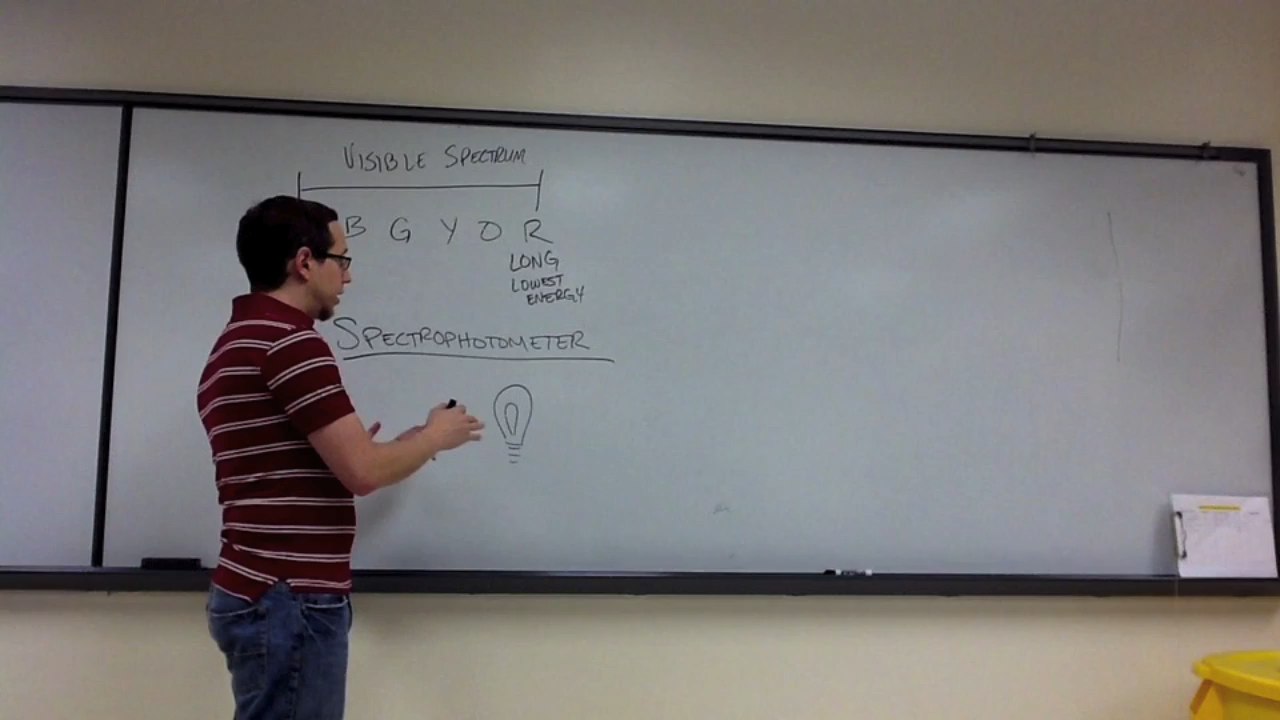 VISIBLE SPECTRUM
B G Y O R
LONG
LOWEST
ENERGY
SPECTROPHOTOMETER